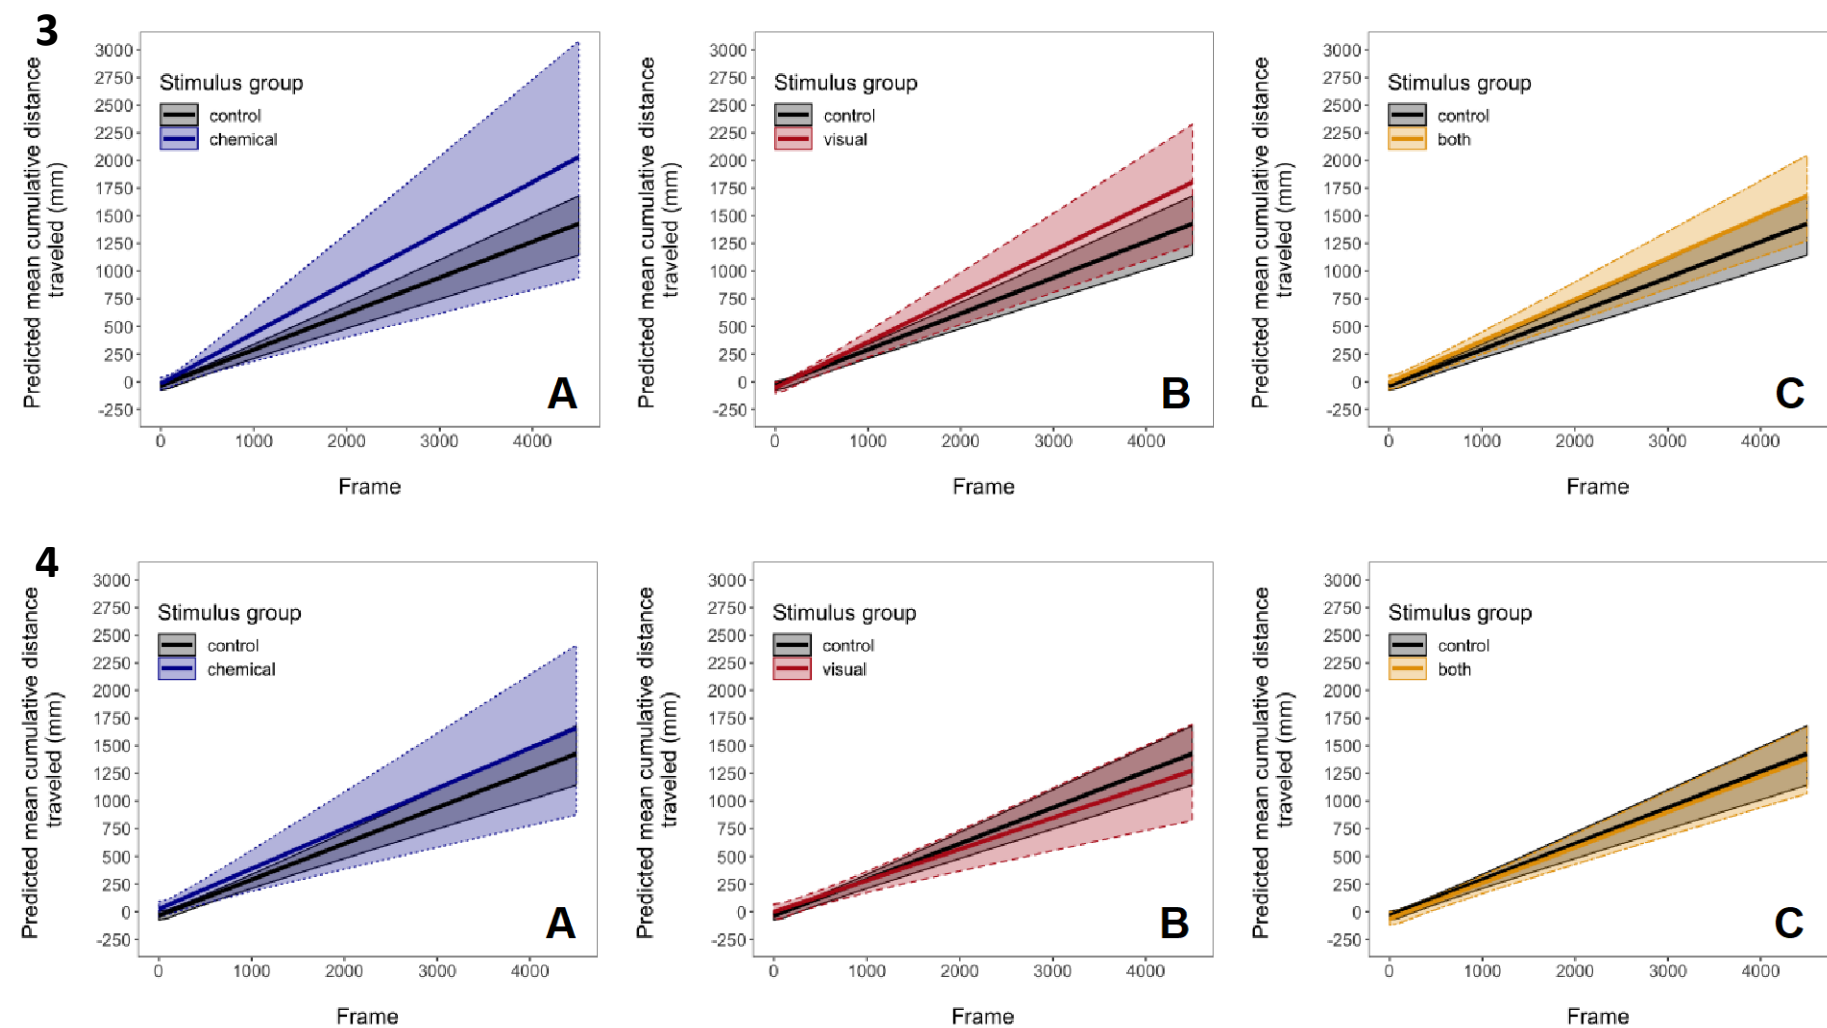 3
Predicted mean cumulative distance
traveled (mm)
3000
2750
2500
2250
2000
1750
1500
1250
1000
750
500
250
0
-250
Stimulus group
control
chemical
A
0 1000 2000 3000 4000
Frame
Predicted mean cumulative distance
traveled (mm)
3000
2750
2500
2250
2000
1750
1500
1250
1000
750
500
250
0
-250
Stimulus group
control
visual
B
0 1000 2000 3000 4000
Frame
Predicted mean cumulative distance
traveled (mm)
3000
2750
2500
2250
2000
1750
1500
1250
1000
750
500
250
0
-250
Stimulus group
control
both
C
0 1000 2000 3000 4000
Frame
4
Predicted mean cumulative distance
traveled (mm)
3000
2750
2500
2250
2000
1750
1500
1250
1000
750
500
250
0
-250
Stimulus group
control
chemical
A
0 1000 2000 3000 4000
Frame
Predicted mean cumulative distance
traveled (mm)
3000
2750
2500
2250
2000
1750
1500
1250
1000
750
500
250
0
-250
Stimulus group
control
visual
B
0 1000 2000 3000 4000
Frame
Predicted mean cumulative distance
traveled (mm)
3000
2750
2500
2250
2000
1750
1500
1250
1000
750
500
250
0
-250
Stimulus group
control
both
C
0 1000 2000 3000 4000
Frame